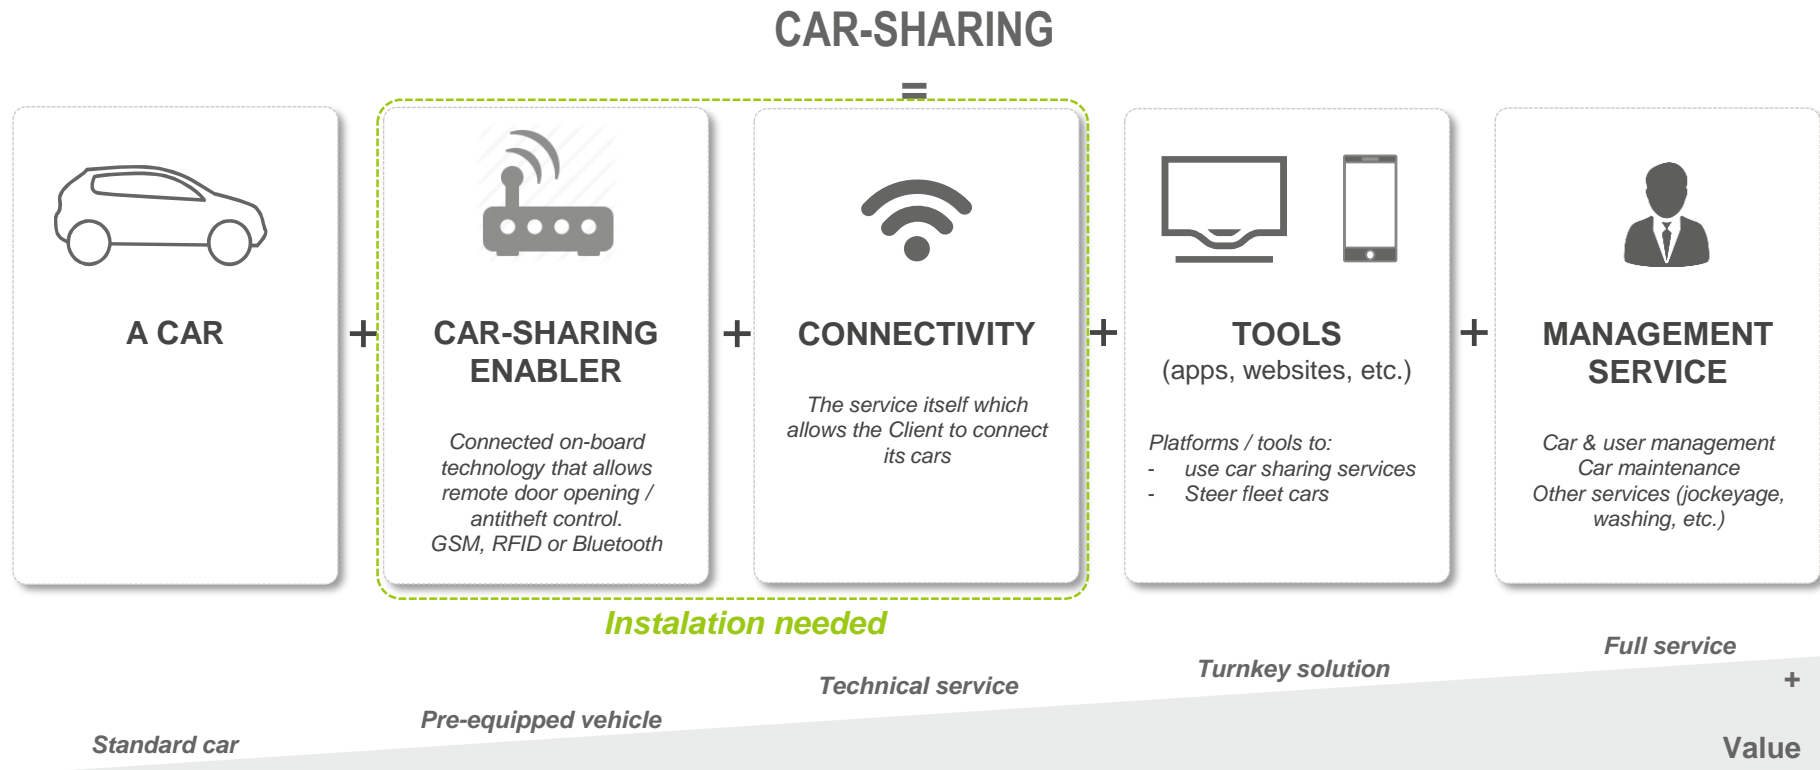 CAR-SHARING
=
A CAR
+
CAR-SHARING
ENABLER
Connected on-board
technology that allows
remote door opening /
antitheft control.
GSM, RFID or Bluetooth
+
CONNECTIVITY
The service itself which
allows the Client to connect
its cars
+
TOOLS
(apps, websites, etc.)
Platforms / tools to:
- use car sharing services
- Steer fleet cars
+
MANAGEMENT
SERVICE
Car & user management
Car maintenance
Other services (jockeyage,
washing, etc.)
Instalation needed
Standard car
Pre-equipped vehicle
Technical service
Turnkey solution
Full service
+
Value